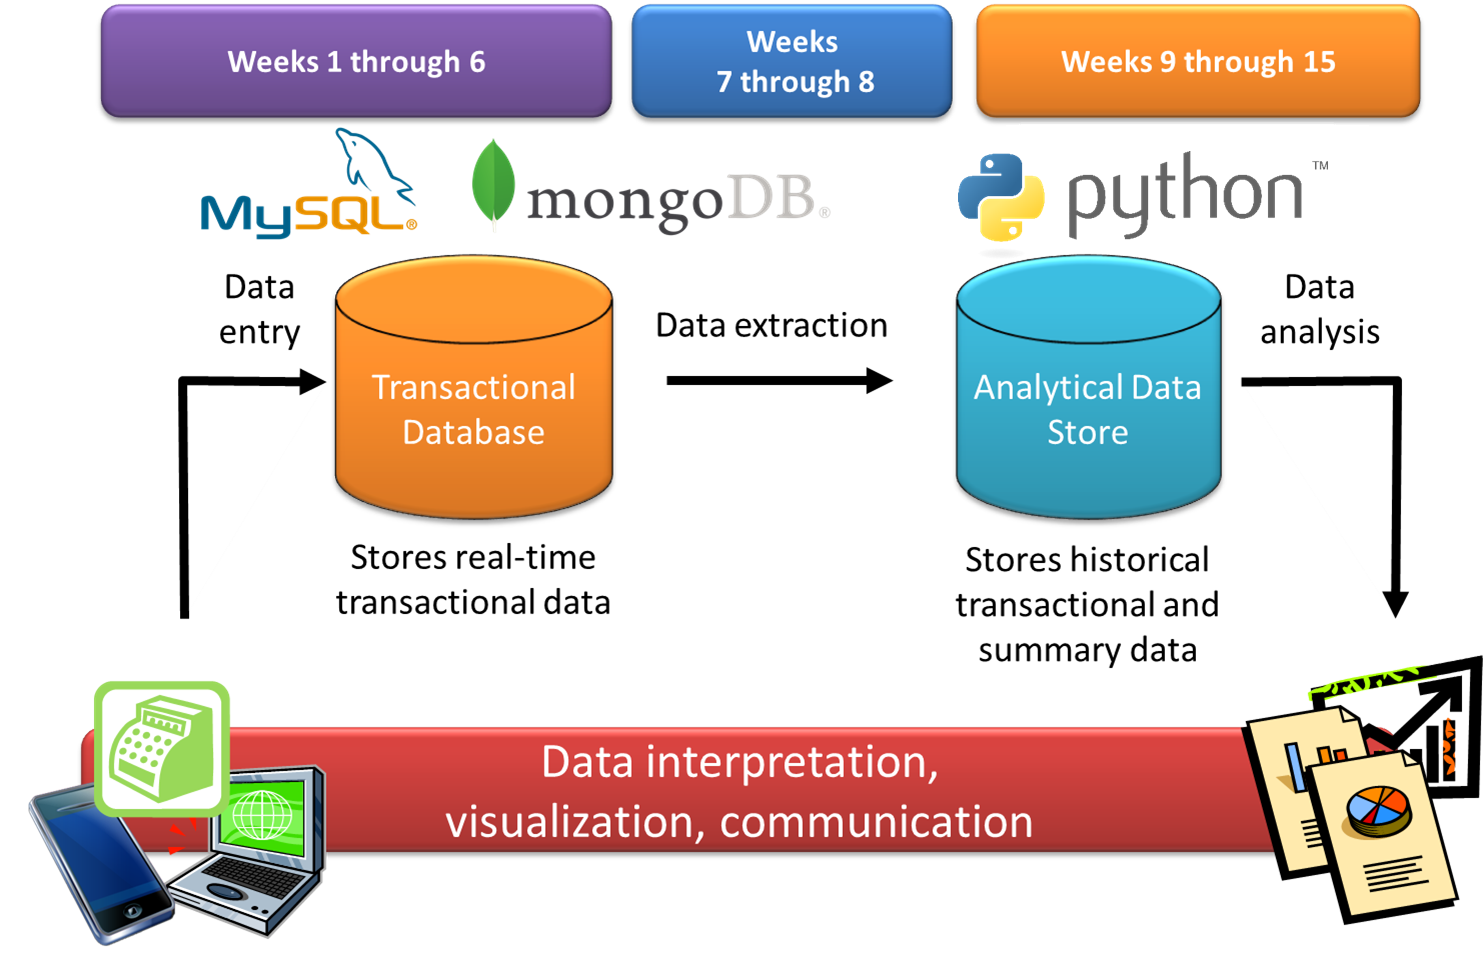 Weeks 1 through 6
Weeks
7 through 8
Weeks 9 through 15
MySQL®
mongoDB®
python™
Data
entry
Transactional
Database
Data extraction
Analytical Data
Store
Data
analysis
Stores real-time
transactional data
Stores historical
transactional and
summary data
Data interpretation,
visualization, communication